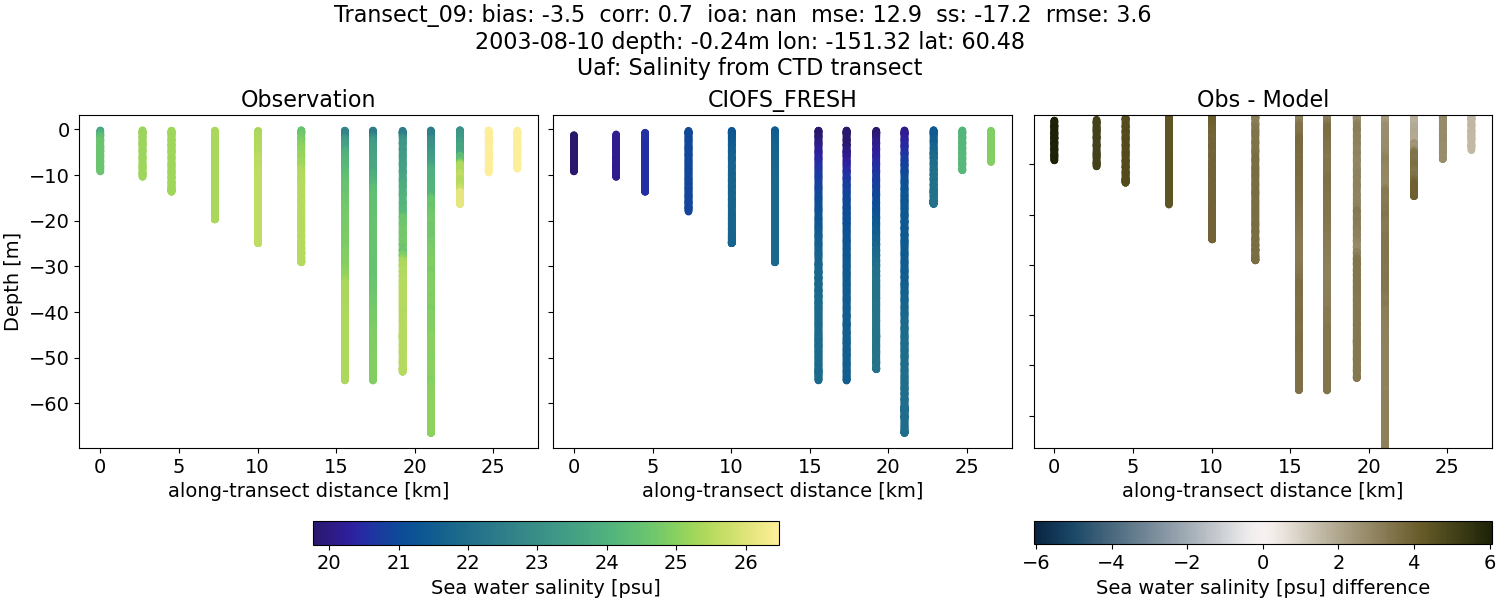 Transect_09: bias: -3.5  corr: 0.7  ioa: nan  mse: 12.9  ss: -17.2  rmse: 3.6
2003-08-10 depth: -0.24m lon: -151.32 lat: 60.48
Uaf: Salinity from CTD transect
Observation
CIOFS_FRESH
Obs - Model
Depth [m]
0
−10
−20
−30
−40
−50
−60
0 5 10 15 20 25
0 5 10 15 20 25
0 5 10 15 20 25
along-transect distance [km]
along-transect distance [km]
along-transect distance [km]
20 21 22 23 24 25 26
Sea water salinity [psu]
−6 −4 −2 0 2 4 6
Sea water salinity [psu] difference